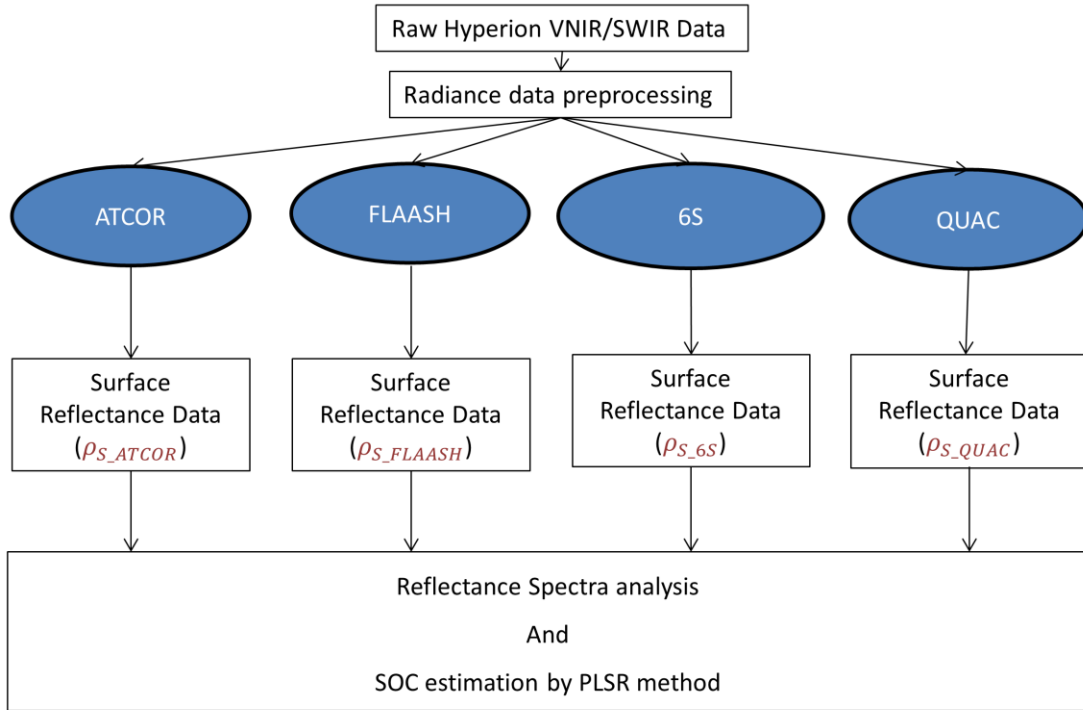 Raw Hyperion VNIR/SWIR Data
Radiance data preprocessing
ATCOR
FLAASH
6S
QUAC
Surface
Reflectance Data
(ρS_ATCOR)
Surface
Reflectance Data
(ρS_FLAASH)
Surface
Reflectance Data
(ρS_6S)
Surface
Reflectance Data
(ρS_QUAC)
Reflectance Spectra analysis
And
SOC estimation by PLSR method